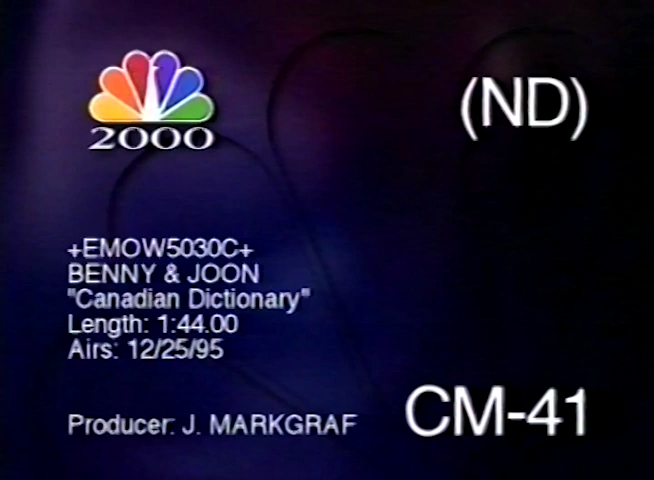 2000
(ND)
+EMOW5030C+
BENNY & JOON
"Canadian Dictionary"
Length: 1:44.00
Airs: 12/25/95
Producer: J. MARKGRAF
CM-41